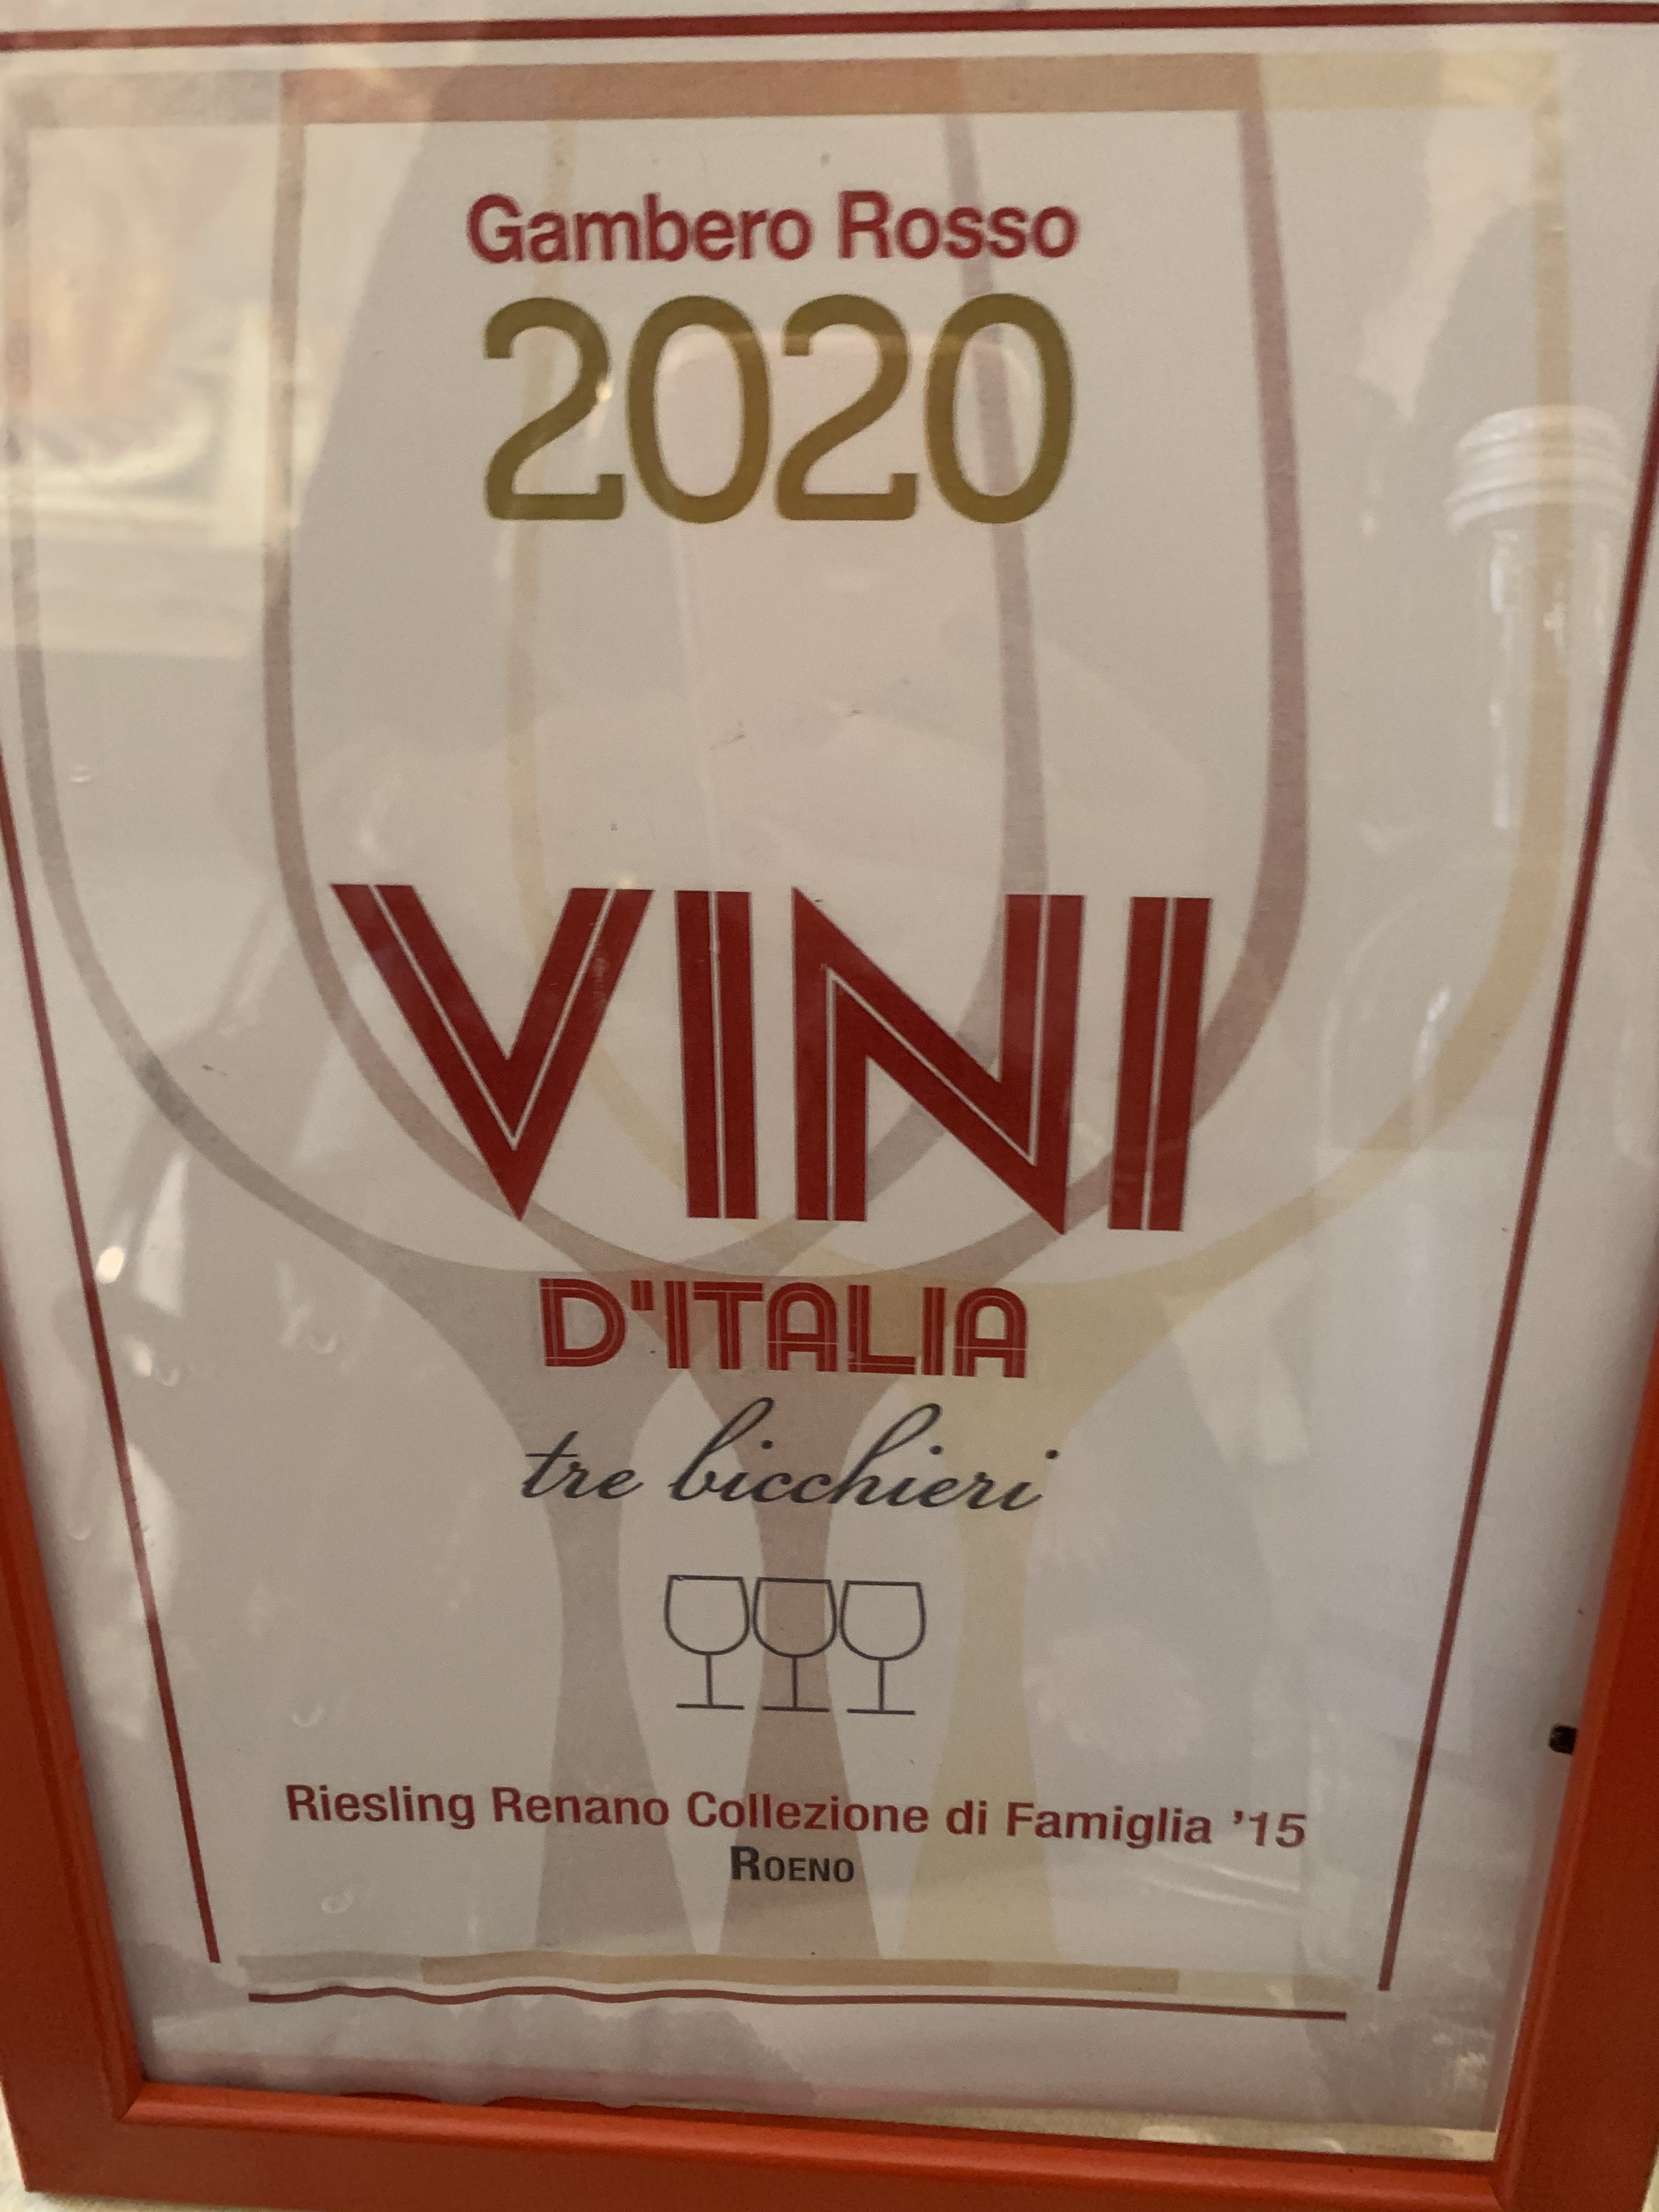 Gambero Rosso
2020
VINI
D'ITALIA
tre bicchieri
Riesling Renano Collezione di Famiglia ’15
ROENO